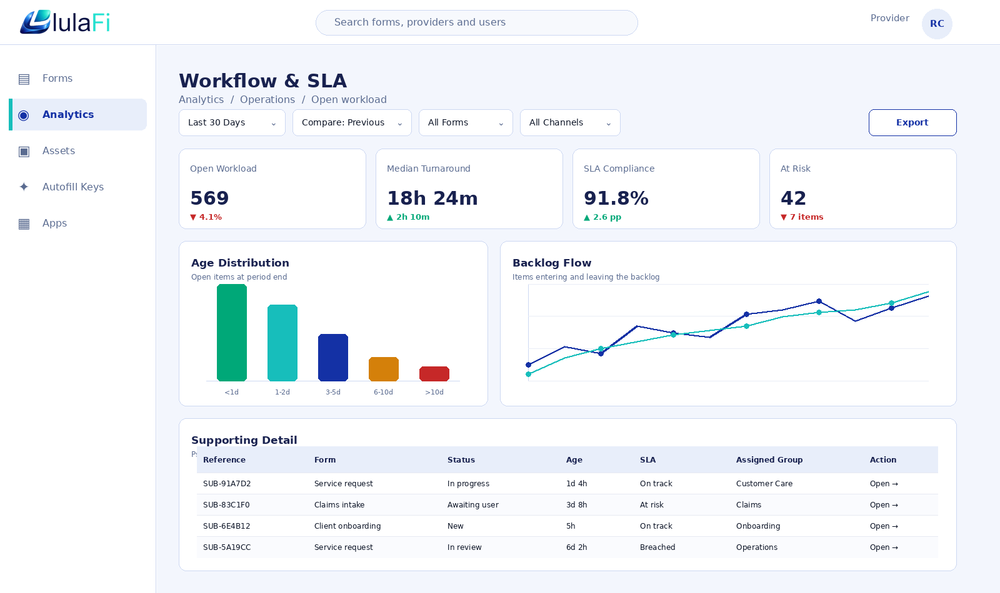 lulaFi
Search forms, providers and users
Provider
RC
Forms
Analytics
Assets
Autofill Keys
Apps
Workflow & SLA
Analytics / Operations / Open workload
Last 30 Days
Compare: Previous
All Forms
All Channels
Export
Open Workload
569
▼ 4.1%
Median Turnaround
18h 24m
▲ 2h 10m
SLA Compliance
91.8%
▲ 2.6 pp
At Risk
42
▼ 7 items
Age Distribution
Open items at period end
<1d 1-2d 3-5d 6-10d >10d
Backlog Flow
Items entering and leaving the backlog
Supporting Detail
Reference Form Status Age SLA Assigned Group Action
SUB-91A7D2 Service request In progress 1d 4h On track Customer Care Open →
SUB-83C1F0 Claims intake Awaiting user 3d 8h At risk Claims Open →
SUB-6E4B12 Client onboarding New 5h On track Onboarding Open →
SUB-5A19CC Service request In review 6d 2h Breached Operations Open →